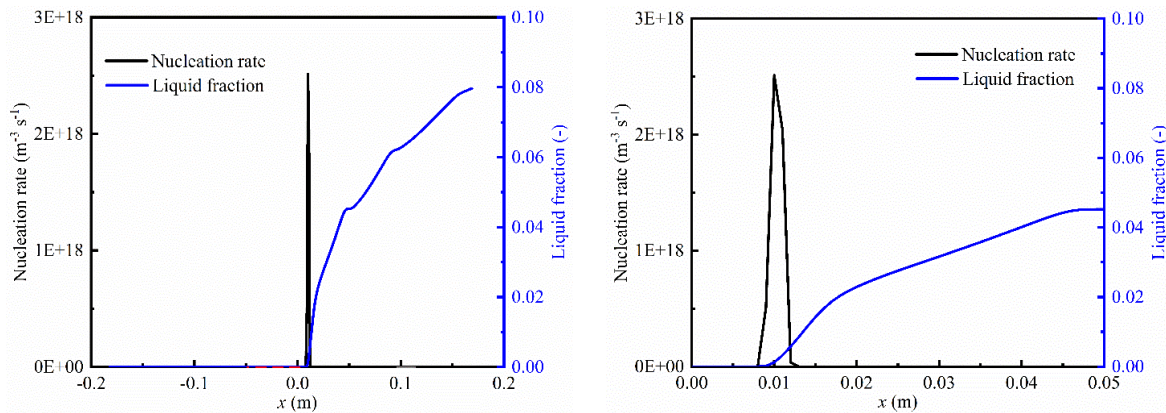 3E+18
2E+18
1E+18
0E+00
Nucleation rate (m⁻³ s⁻¹)
Nucleation rate
Liquid fraction
0.10
0.08
0.06
0.04
0.02
0.00
Liquid fraction (-)
-0.2 -0.1 0.0 0.1 0.2
x (m)
3E+18
2E+18
1E+18
0E+00
Nucleation rate (m⁻³ s⁻¹)
Nucleation rate
Liquid fraction
0.10
0.08
0.06
0.04
0.02
0.00
Liquid fraction (-)
0.00 0.01 0.02 0.03 0.04 0.05
x (m)